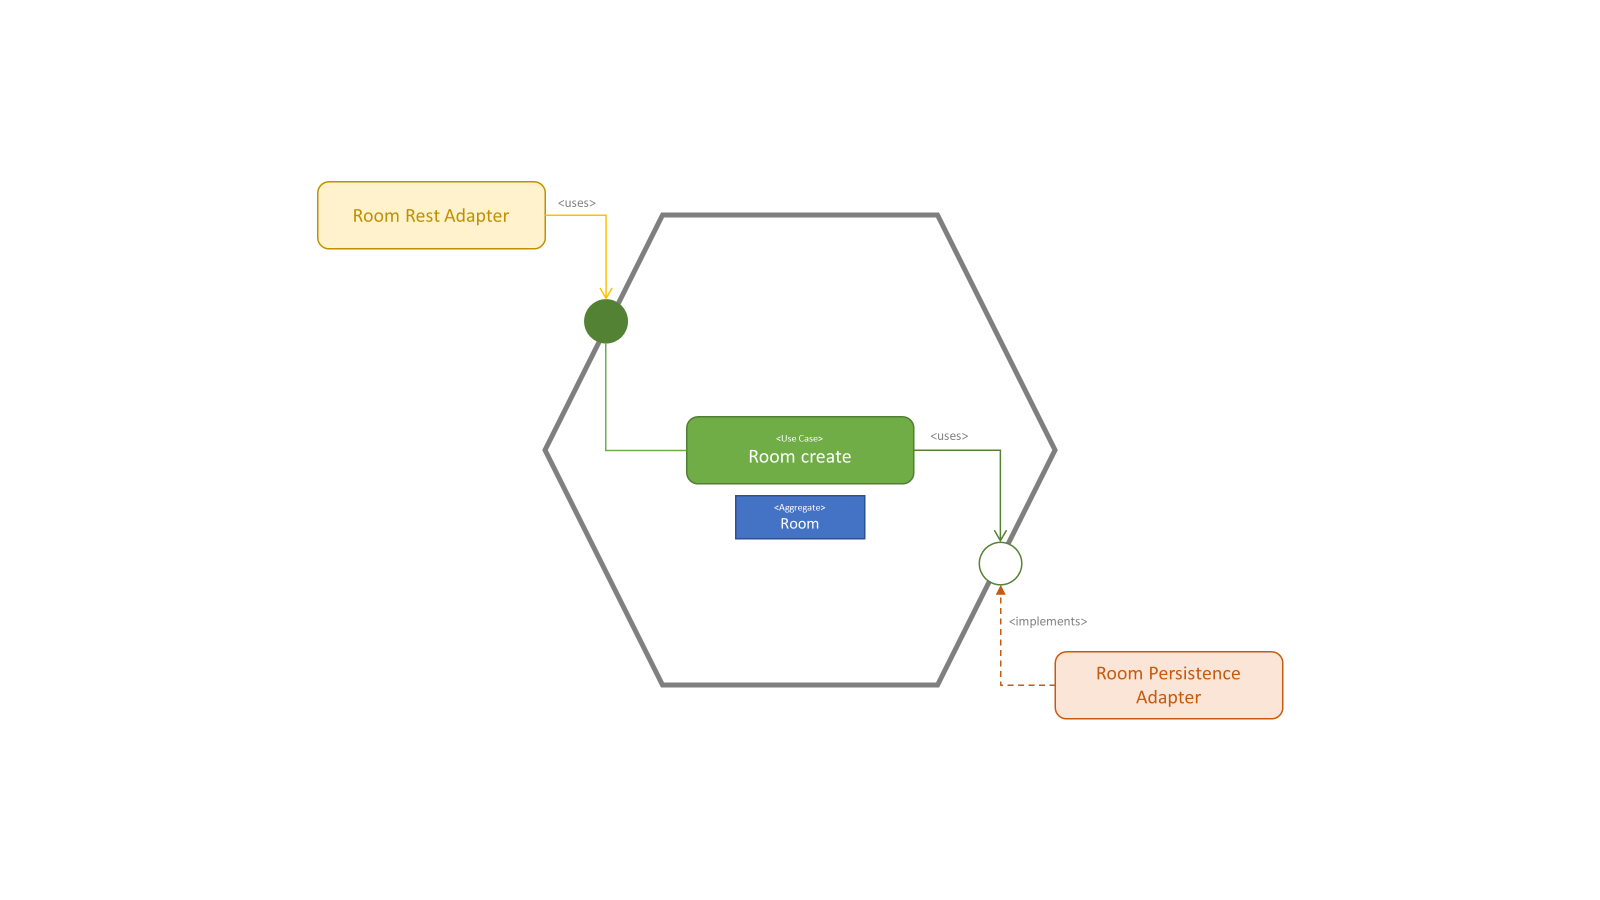 Room Rest Adapter
<uses>
<Use Case>
Room create
<uses>
<Aggregate>
Room
<implements>
Room Persistence
Adapter